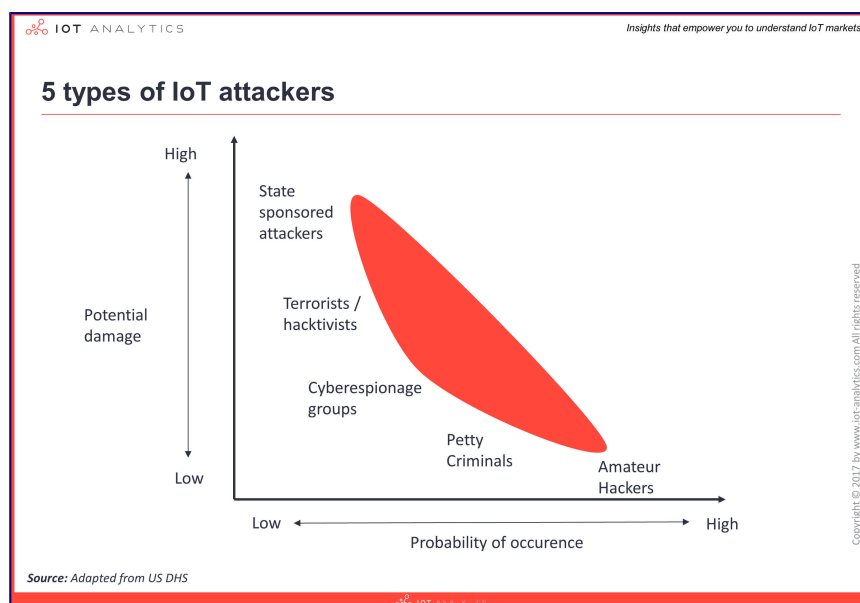 IOT ANALYTICS
Insights that empower you to understand IoT markets
5 types of IoT attackers
High
State
sponsored
attackers
Terrorists /
hacktivists
Potential
damage
Cyberespionage
groups
Petty
Criminals
Amateur
Hackers
Low
Low
High
Probability of occurence
Copyright © 2017 by www.iot-analytics.com All rights reserved
Source: Adapted from US DHS